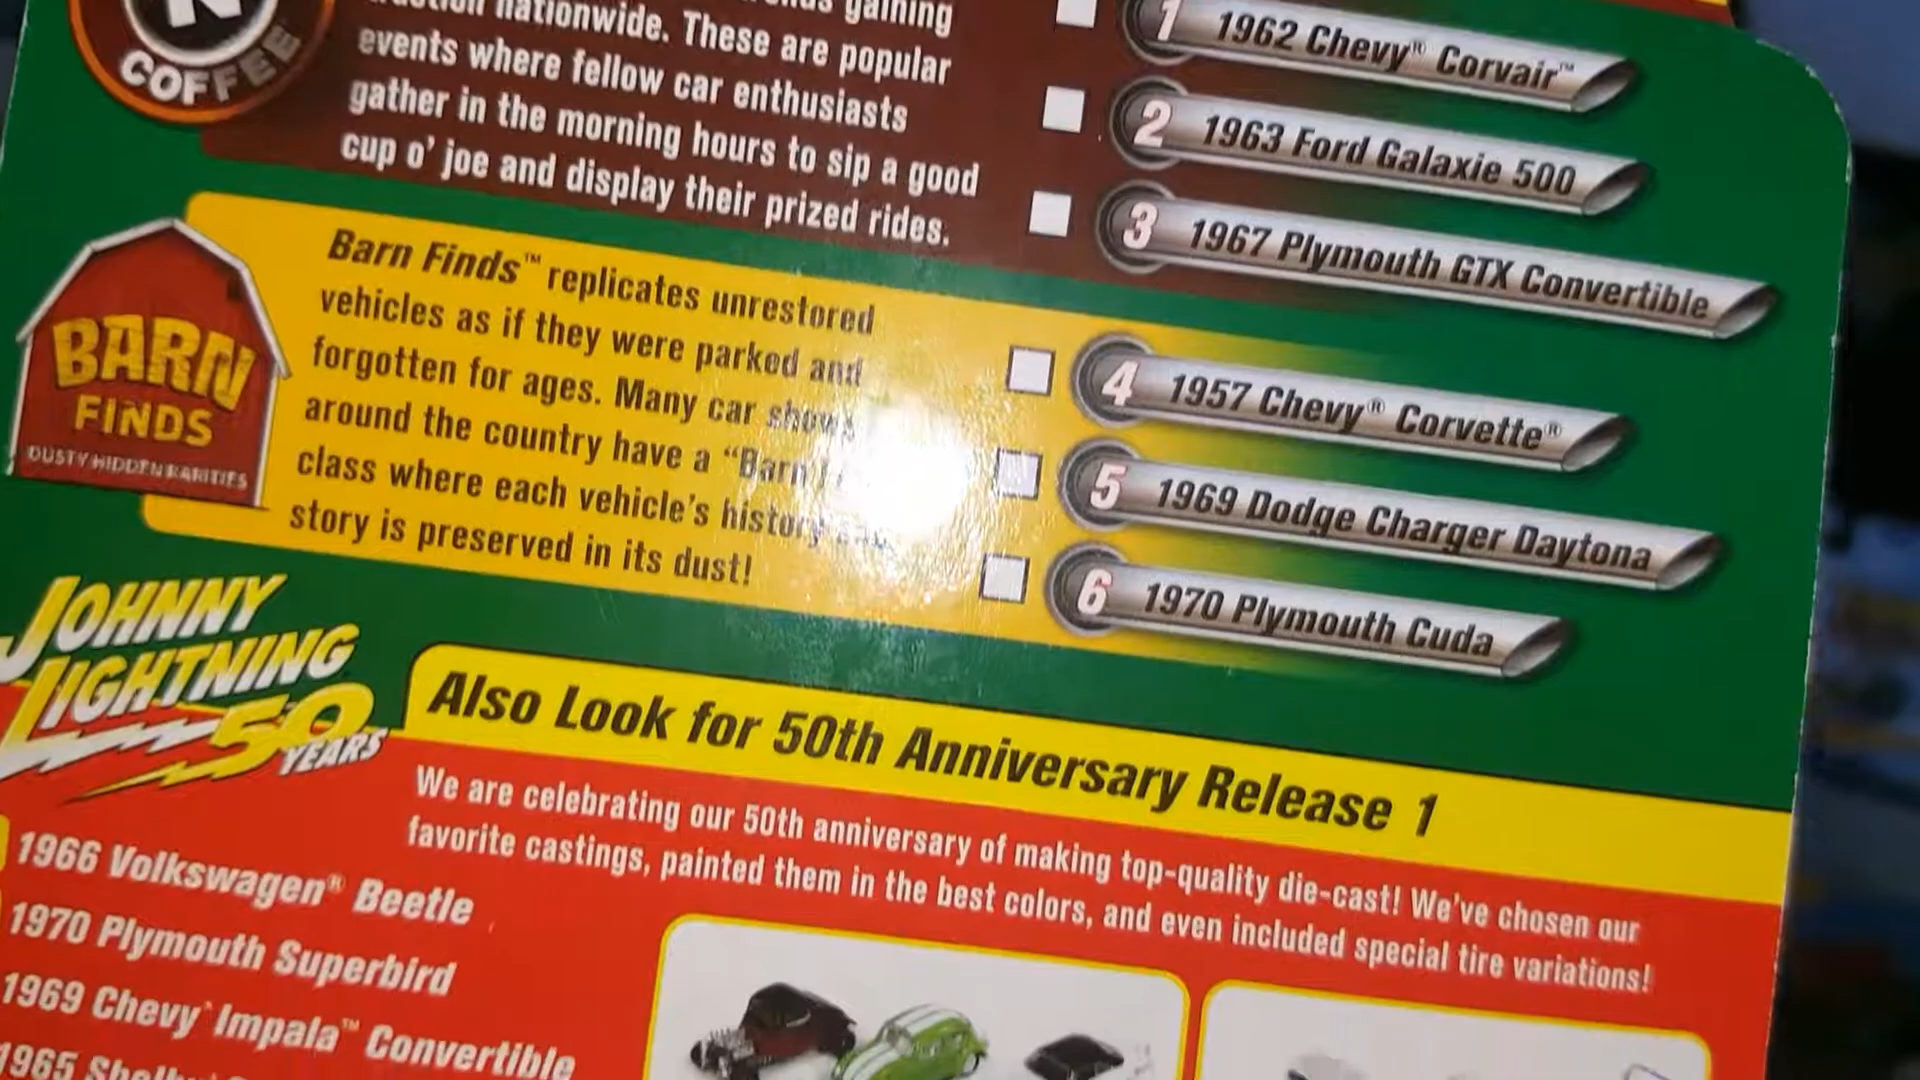 N
COFFEE
gaining
nationwide. These are popular
events where fellow car enthusiasts
gather in the morning hours to sip a good
cup o' joe and display their prized rides.
1 1962 Chevy® Corvair™
2 1963 Ford Galaxie 500
3 1967 Plymouth GTX Convertible
BARN
FINDS
DUSTY HIDDEN RARITIES
Barn Finds™ replicates unrestored
vehicles as if they were parked and
forgotten for ages. Many car shows
around the country have a "Barn
class where each vehicle's history
story is preserved in its dust!
4 1957 Chevy® Corvette®
5 1969 Dodge Charger Daytona
6 1970 Plymouth Cuda
JOHNNY
LIGHTNING
50
YEARS
Also Look for 50th Anniversary Release 1
We are celebrating our 50th anniversary of making top-quality die-cast! We've chosen our
favorite castings, painted them in the best colors, and even included special tire variations!
1966 Volkswagen® Beetle
1970 Plymouth Superbird
1969 Chevy® Impala™ Convertible
1965